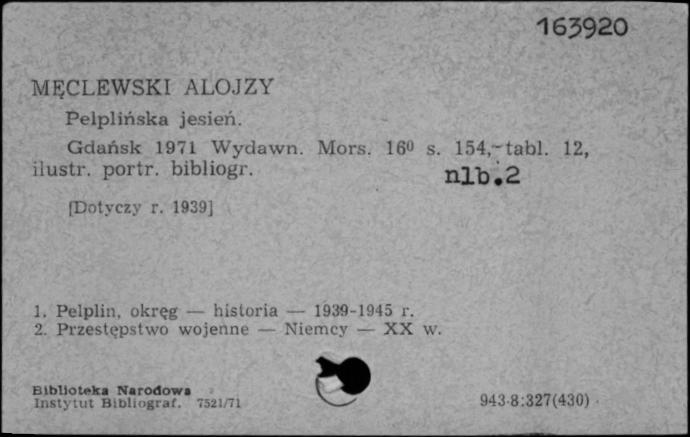 163920
MĘCLEWSKI ALOJZY
Pelplińska jesień.
Gdańsk 1971 Wydawn. Mors. 16⁰ s. 154, tabl. 12,
ilustr. portr. bibliogr.
nlb.2
[Dotyczy r. 1939]
1. Pelplin, okręg — historia — 1939-1945 r.
2. Przestępstwo wojenne — Niemcy — XX w.
Biblioteka Narodowa
Instytut Bibliograf. 7521/71
943-8:327(430)